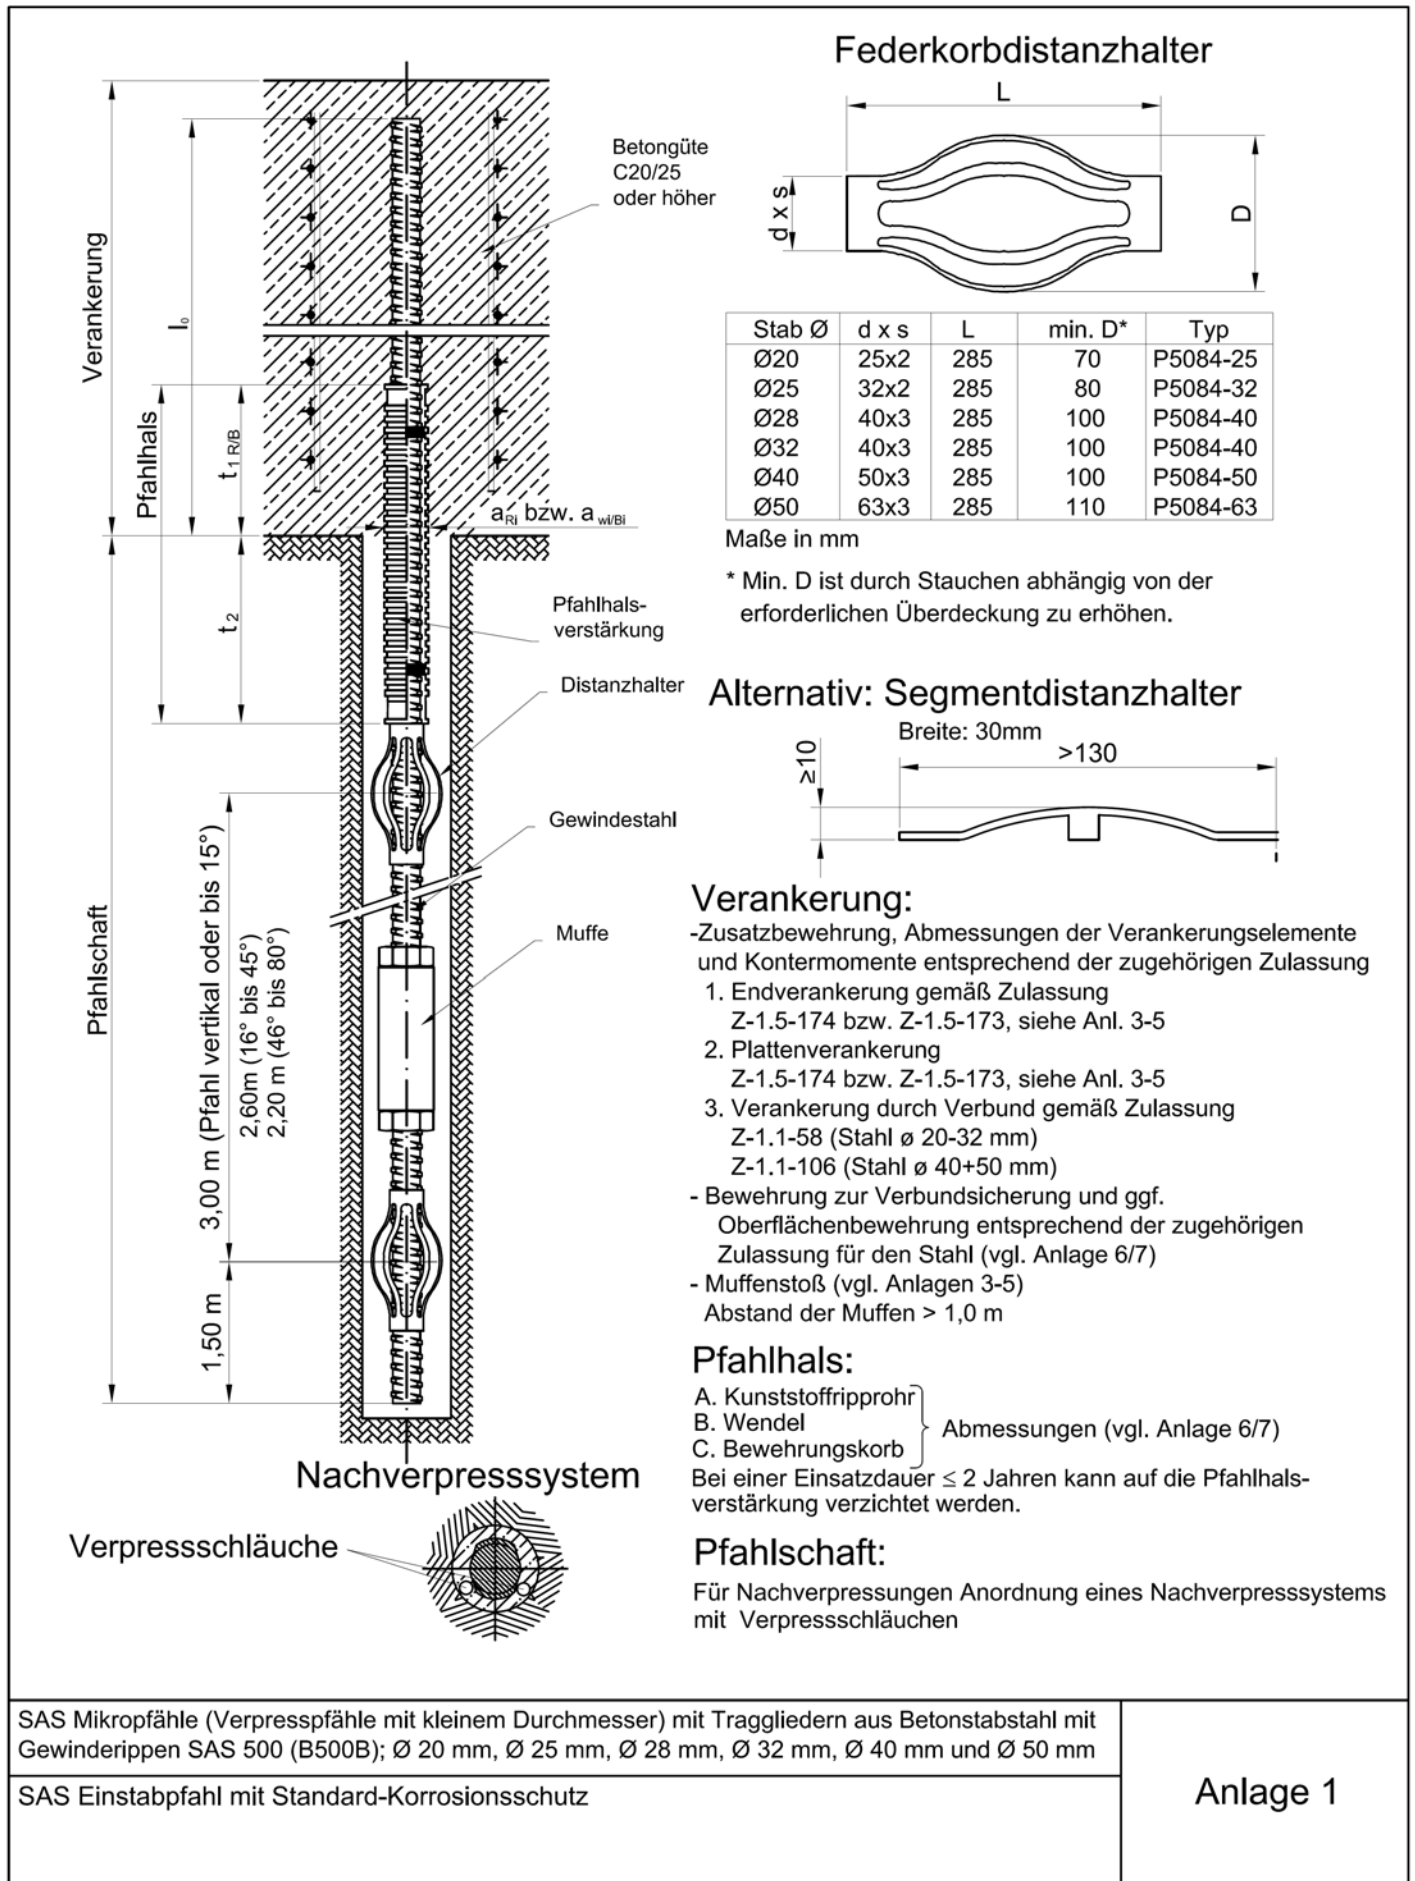 Federkorbdistanzhalter
L
d x s
D
Betongüte
C20/25
oder höher
Verankerung
l₀
Pfahlhals
t₁ R/B
a Ri bzw. a wi/Bi
t₂
Pfahlhals-
verstärkung
Distanzhalter
Gewindestahl
Muffe
Pfahlschaft
3,00 m (Pfahl vertikal oder bis 15°)
2,60m (16° bis 45°)
2,20 m (46° bis 80°)
1,50 m
Stab Ø d x s L min. D* Typ
Ø20 25x2 285 70 P5084-25
Ø25 32x2 285 80 P5084-32
Ø28 40x3 285 100 P5084-40
Ø32 40x3 285 100 P5084-40
Ø40 50x3 285 100 P5084-50
Ø50 63x3 285 110 P5084-63
Maße in mm
* Min. D ist durch Stauchen abhängig von der
erforderlichen Überdeckung zu erhöhen.
Alternativ: Segmentdistanzhalter
Breite: 30mm
>130
≥10
Verankerung:
-Zusatzbewehrung, Abmessungen der Verankerungselemente
und Kontermomente entsprechend der zugehörigen Zulassung
1. Endverankerung gemäß Zulassung
Z-1.5-174 bzw. Z-1.5-173, siehe Anl. 3-5
2. Plattenverankerung
Z-1.5-174 bzw. Z-1.5-173, siehe Anl. 3-5
3. Verankerung durch Verbund gemäß Zulassung
Z-1.1-58 (Stahl ø 20-32 mm)
Z-1.1-106 (Stahl ø 40+50 mm)
- Bewehrung zur Verbundsicherung und ggf.
Oberflächenbewehrung entsprechend der zugehörigen
Zulassung für den Stahl (vgl. Anlage 6/7)
- Muffenstoß (vgl. Anlagen 3-5)
Abstand der Muffen > 1,0 m
Pfahlhals:
A. Kunststoffripprohr
B. Wendel
C. Bewehrungskorb
Abmessungen (vgl. Anlage 6/7)
Bei einer Einsatzdauer ≤ 2 Jahren kann auf die Pfahlhals-
verstärkung verzichtet werden.
Pfahlschaft:
Für Nachverpressungen Anordnung eines Nachverpresssystems
mit Verpressschläuchen
Nachverpresssystem
Verpressschläuche
SAS Mikropfähle (Verpresspfähle mit kleinem Durchmesser) mit Traggliedern aus Betonstabstahl mit
Gewinderippen SAS 500 (B500B); Ø 20 mm, Ø 25 mm, Ø 28 mm, Ø 32 mm, Ø 40 mm und Ø 50 mm
SAS Einstabpfahl mit Standard-Korrosionsschutz
Anlage 1